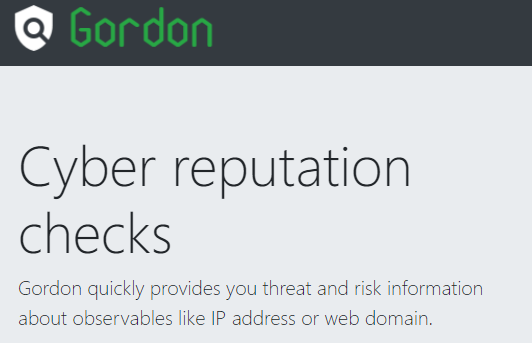 Gordon
Cyber reputation
checks
Gordon quickly provides you threat and risk information
about observables like IP address or web domain.